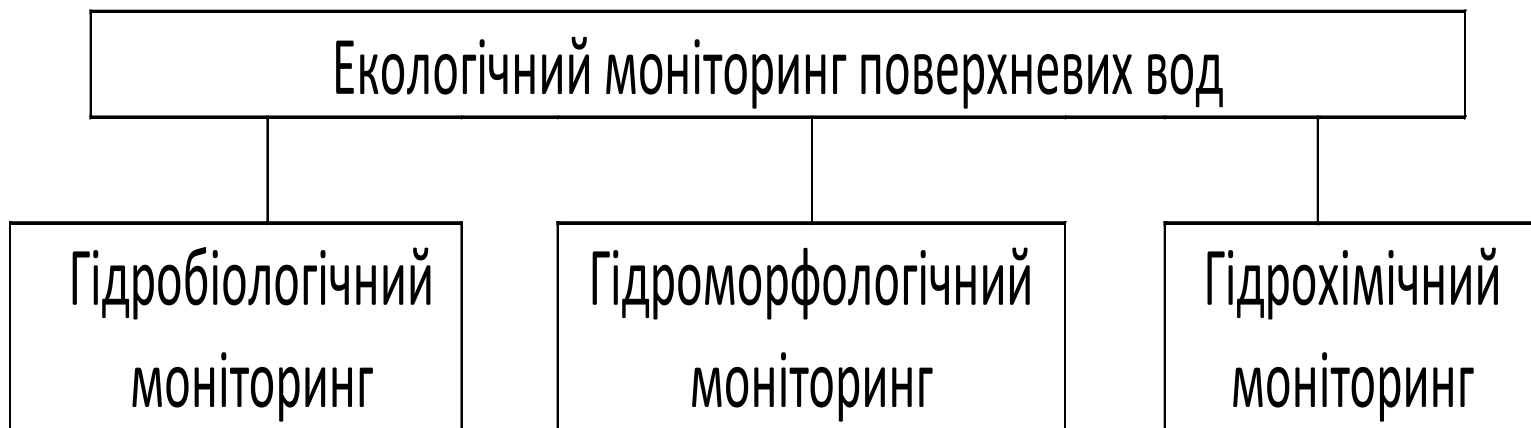 Екологічний моніторинг поверхневих вод
Гідробіологічний
моніторинг
Гідроморфологічний
моніторинг
Гідрохімічний
моніторинг